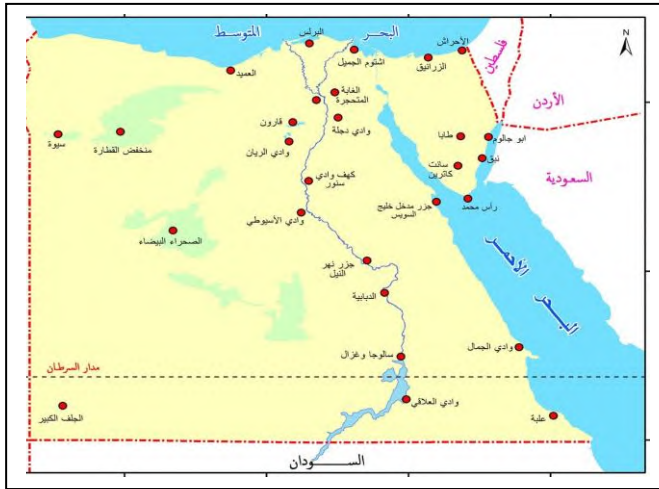 البحر
المتوسط
البرلس
الأحراش
فلسطين
اشتوم الجميل
الزرانيق
العميد
الأردن
الغابة
المتحجرة
قارون
وادي دجلة
طابا
ابو جالوم
سيوة
منخفض القطارة
وادي الريان
سانت
كاترين
نبق
السعودية
كهف وادي
سنور
وادي الأسيوطي
جزر مدخل خليج
السويس
رأس محمد
الصحراء البيضاء
البحر
الأحمر
جزر نهر
النيل
الدبابية
وادي الجمال
سالوجا وغزال
مدار السرطان
الجلف الكبير
وادي العلاقي
علبة
الســـودان
N